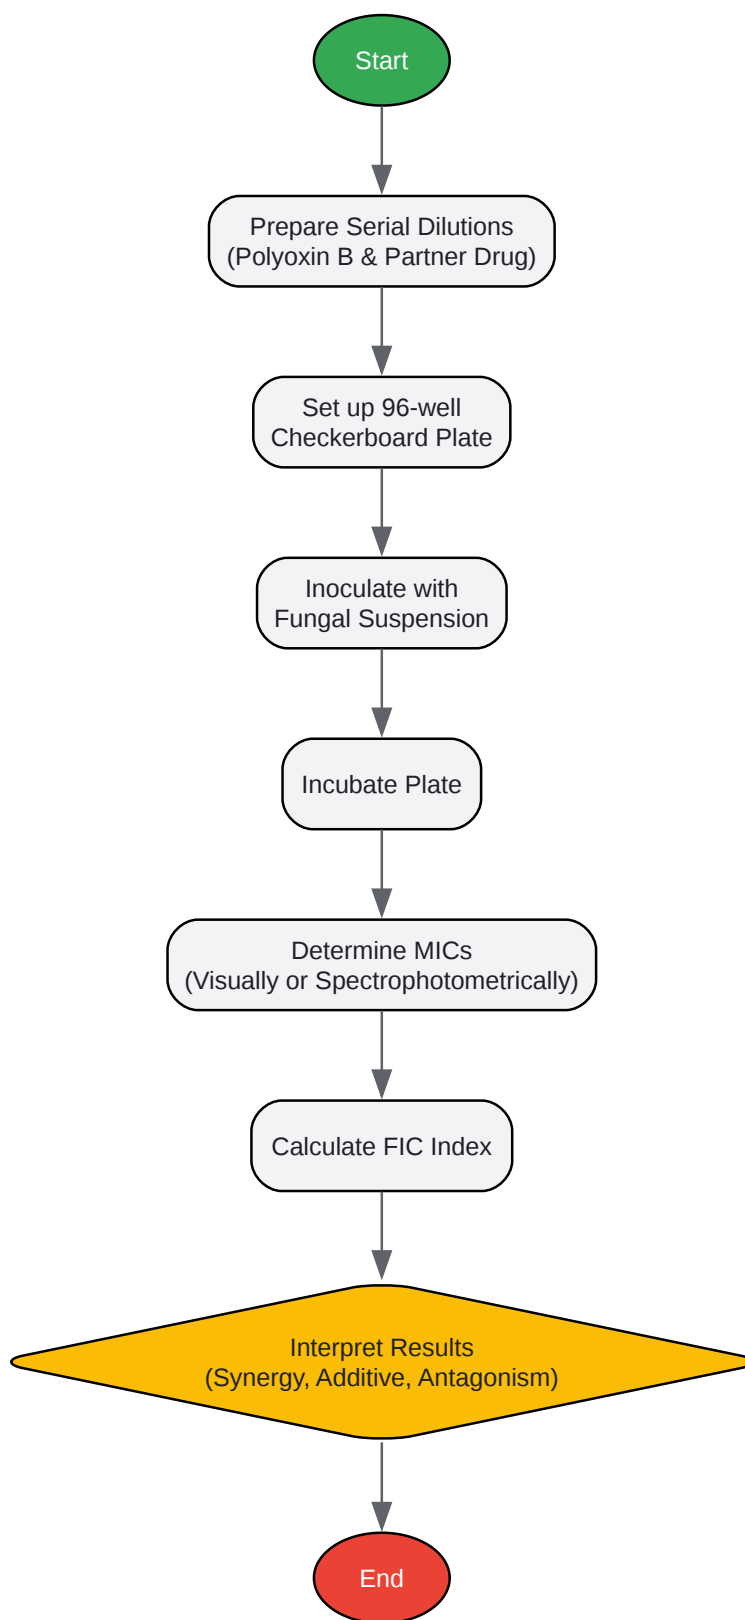 Start
Prepare Serial Dilutions
(Polyoxin B & Partner Drug)
Set up 96-well
Checkerboard Plate
Inoculate with
Fungal Suspension
Incubate Plate
Determine MICs
(Visually or Spectrophotometrically)
Calculate FIC Index
Interpret Results
(Synergy, Additive, Antagonism)
End